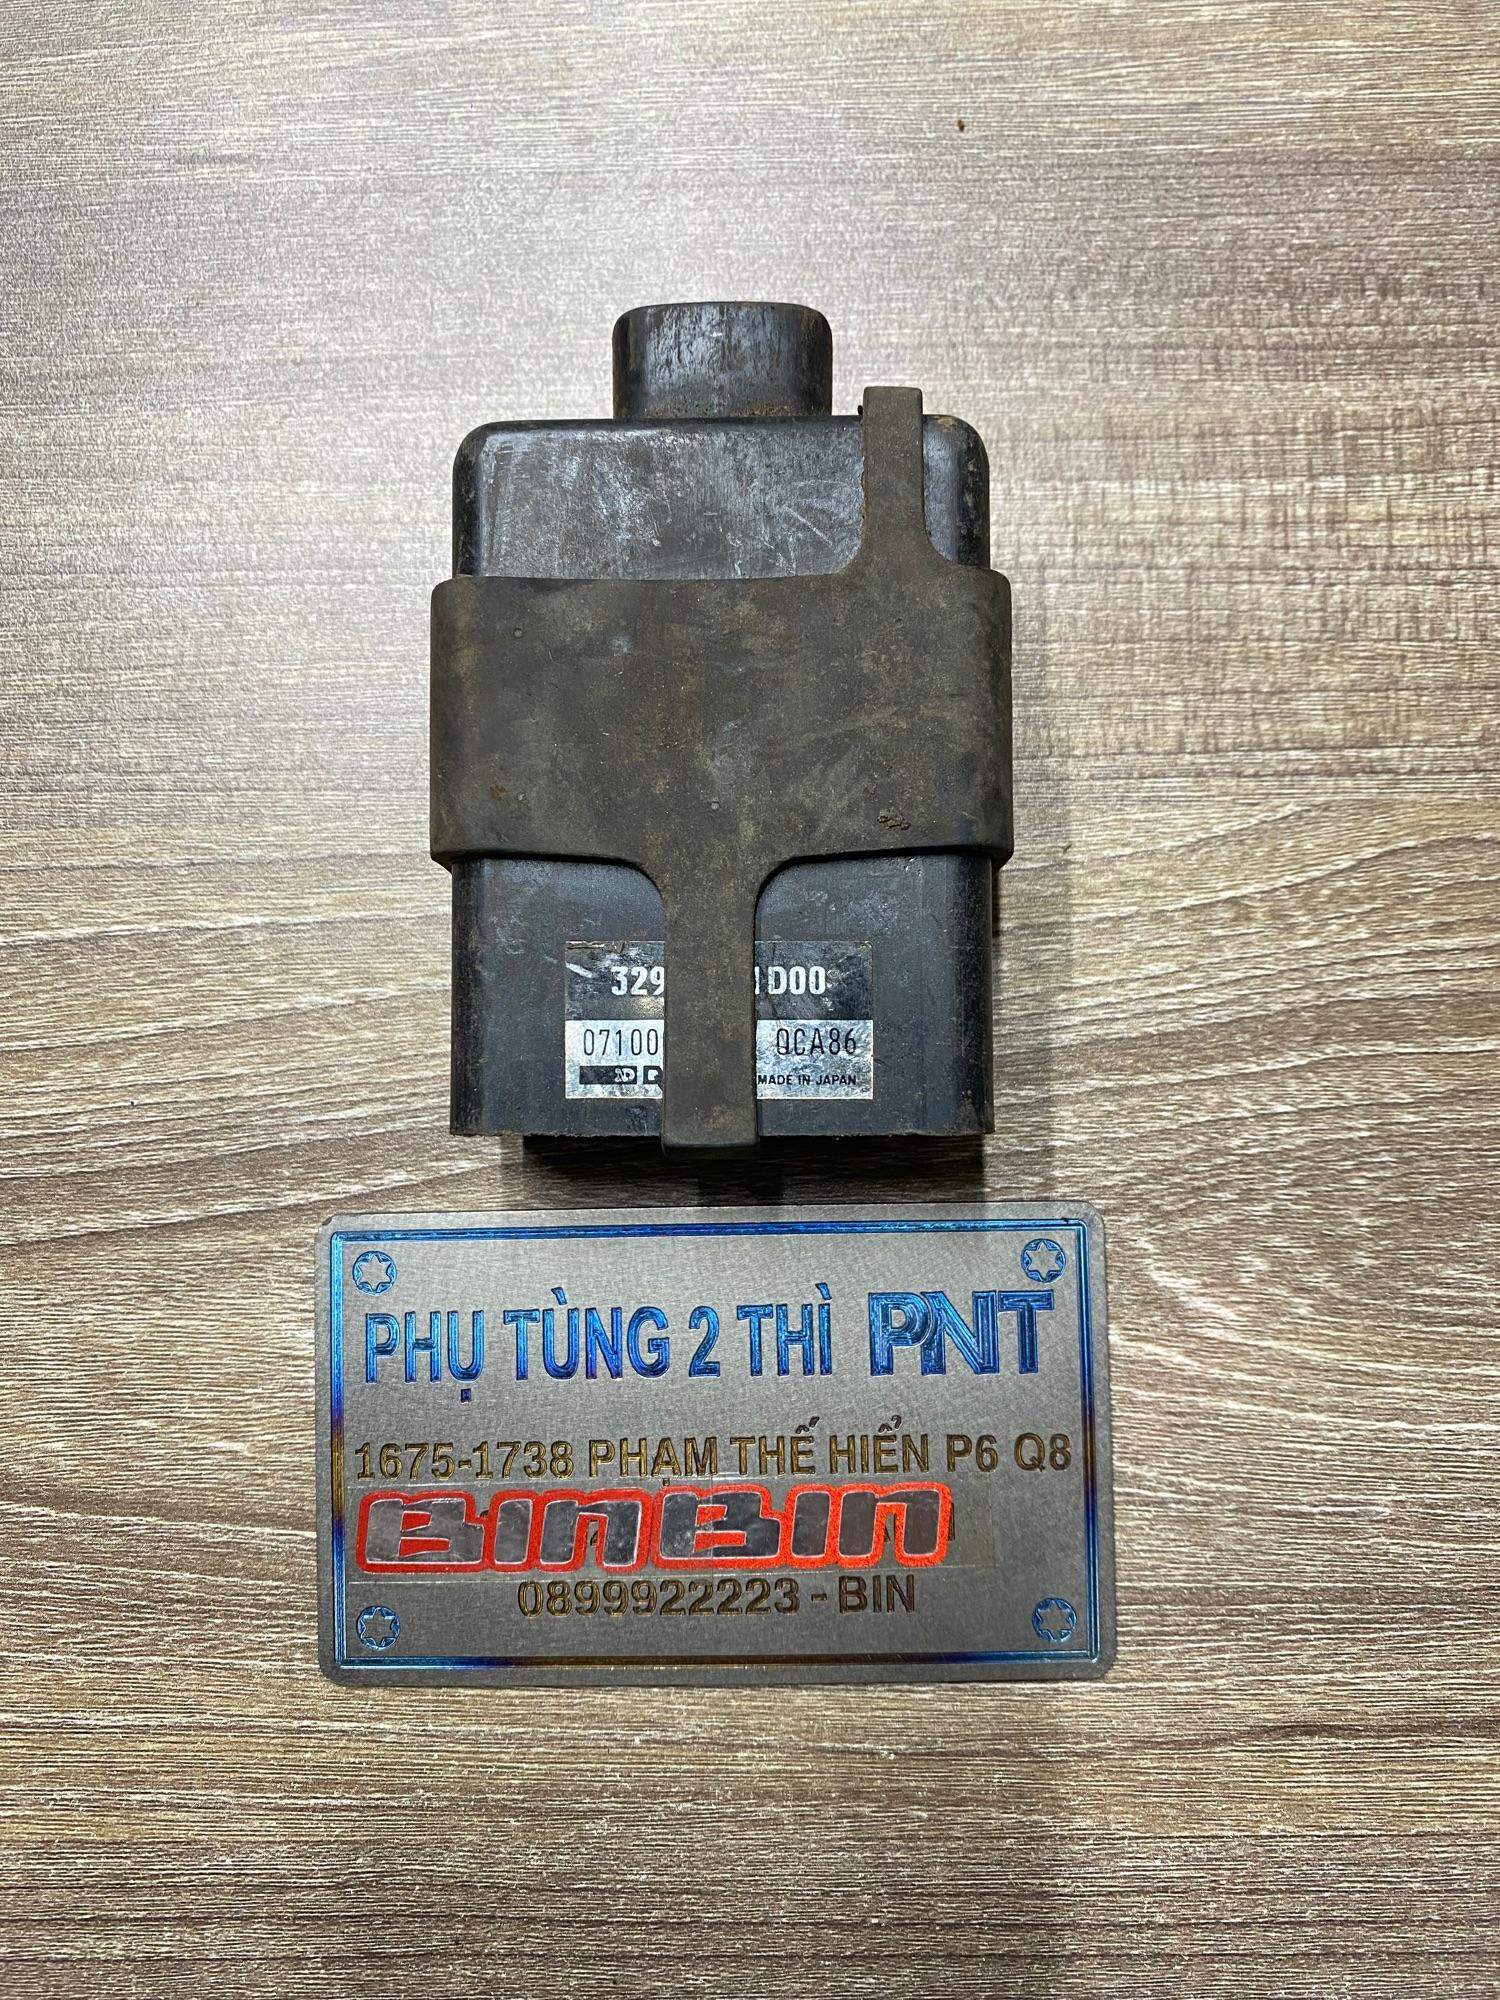 329 1D00
07100 QCA86
ND D MADE IN JAPAN
PHỤ TÙNG 2 THÌ PNT
1675-1738 PHẠM THẾ HIỂN P6 Q8
BINBIN
0899922223 - BIN